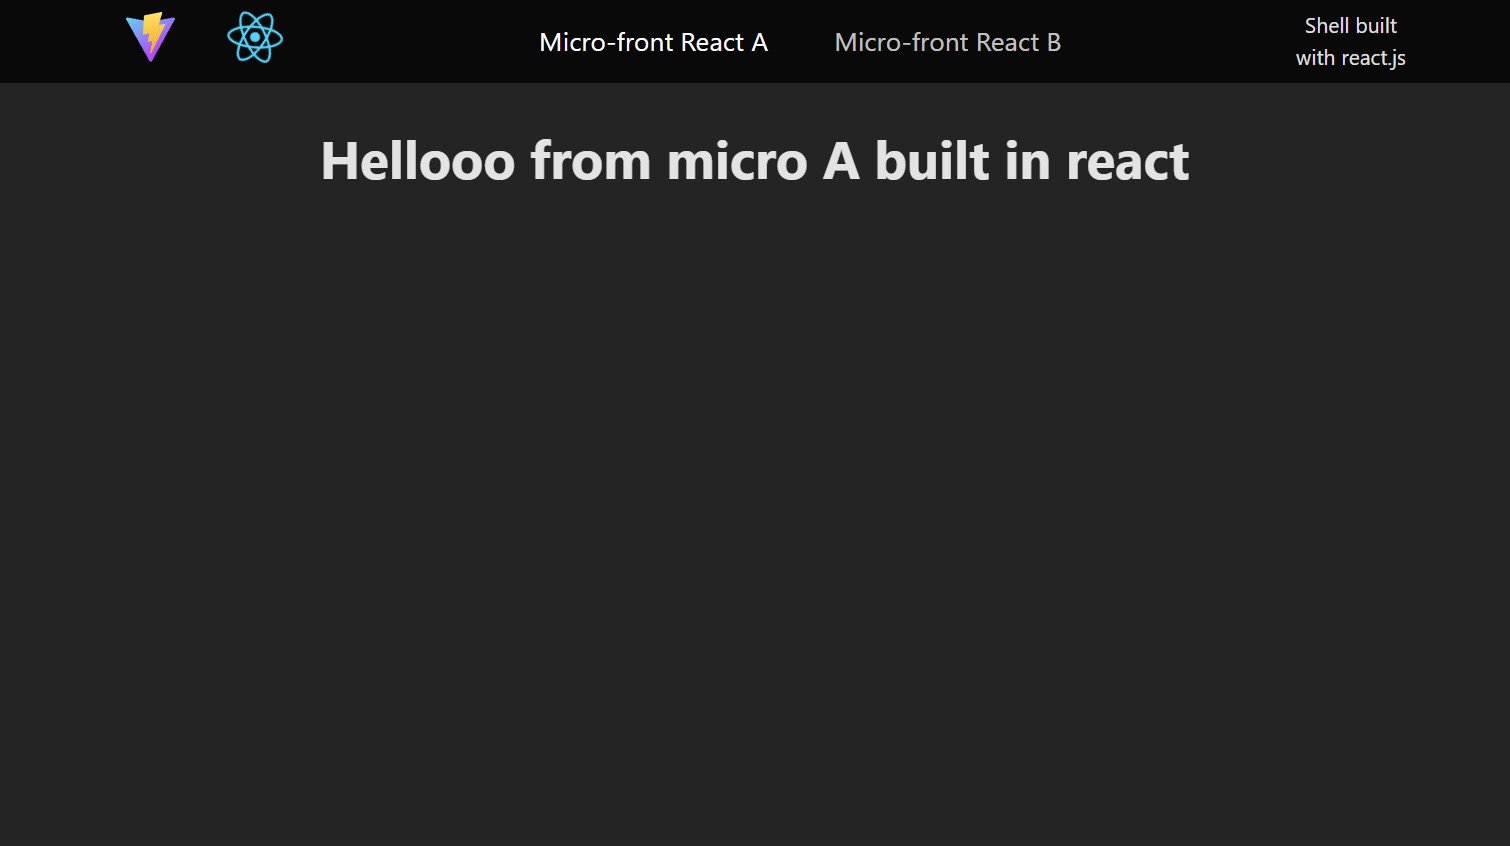 Micro-front React A
Micro-front React B
Shell built
with react.js
Hellooo from micro A built in react